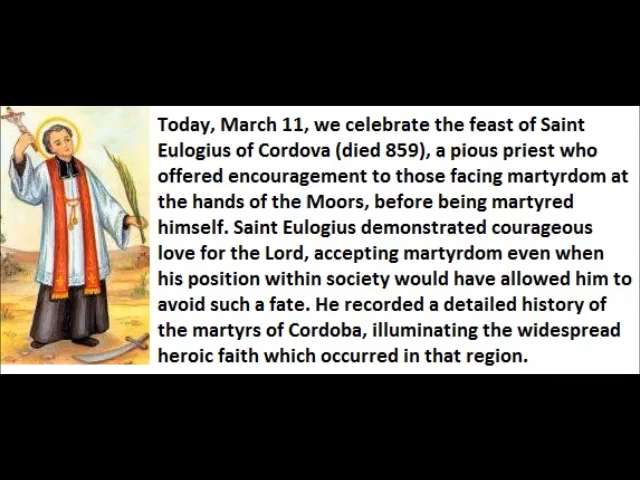 Today, March 11, we celebrate the feast of Saint
Eulogius of Cordova (died 859), a pious priest who
offered encouragement to those facing martyrdom at
the hands of the Moors, before being martyred
himself. Saint Eulogius demonstrated courageous
love for the Lord, accepting martyrdom even when
his position within society would have allowed him to
avoid such a fate. He recorded a detailed history of
the martyrs of Cordoba, illuminating the widespread
heroic faith which occurred in that region.